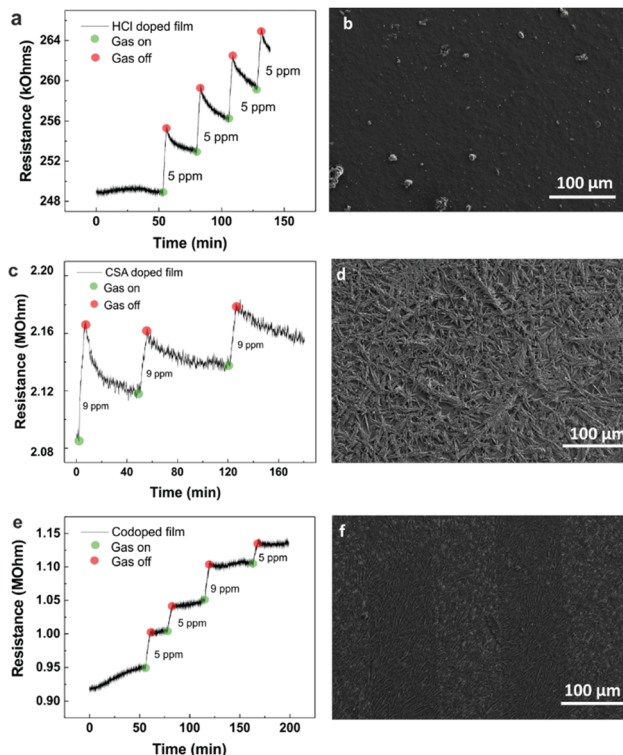 a
HCl doped film
Gas on
Gas off
264
260
256
252
248
Resistance (kOhms)
5 ppm
5 ppm
5 ppm
5 ppm
0
50
100
150
Time (min)
b
100 µm
c
2.20
2.16
2.12
2.08
Resistance (MOhm)
CSA doped film
Gas on
Gas off
9 ppm
9 ppm
9 ppm
0
40
80
120
160
Time (min)
d
100 µm
e
1.15
1.10
1.05
1.00
0.95
0.90
Resistance (MOhm)
Codoped film
Gas on
Gas off
5 ppm
5 ppm
9 ppm
5 ppm
0
50
100
150
200
Time (min)
f
100 µm